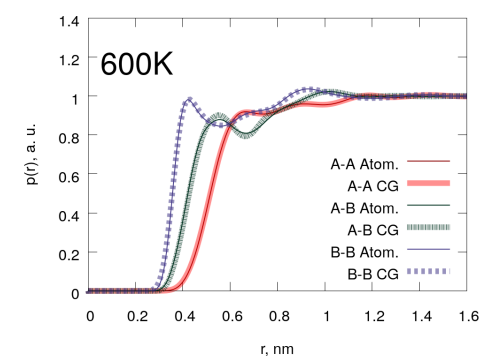 1.4
1.2
1
0.8
0.6
0.4
0.2
0
600K
p(r), a. u.
A-A Atom.
A-A CG
A-B Atom.
A-B CG
B-B Atom.
B-B CG
0 0.2 0.4 0.6 0.8 1 1.2 1.4 1.6
r, nm